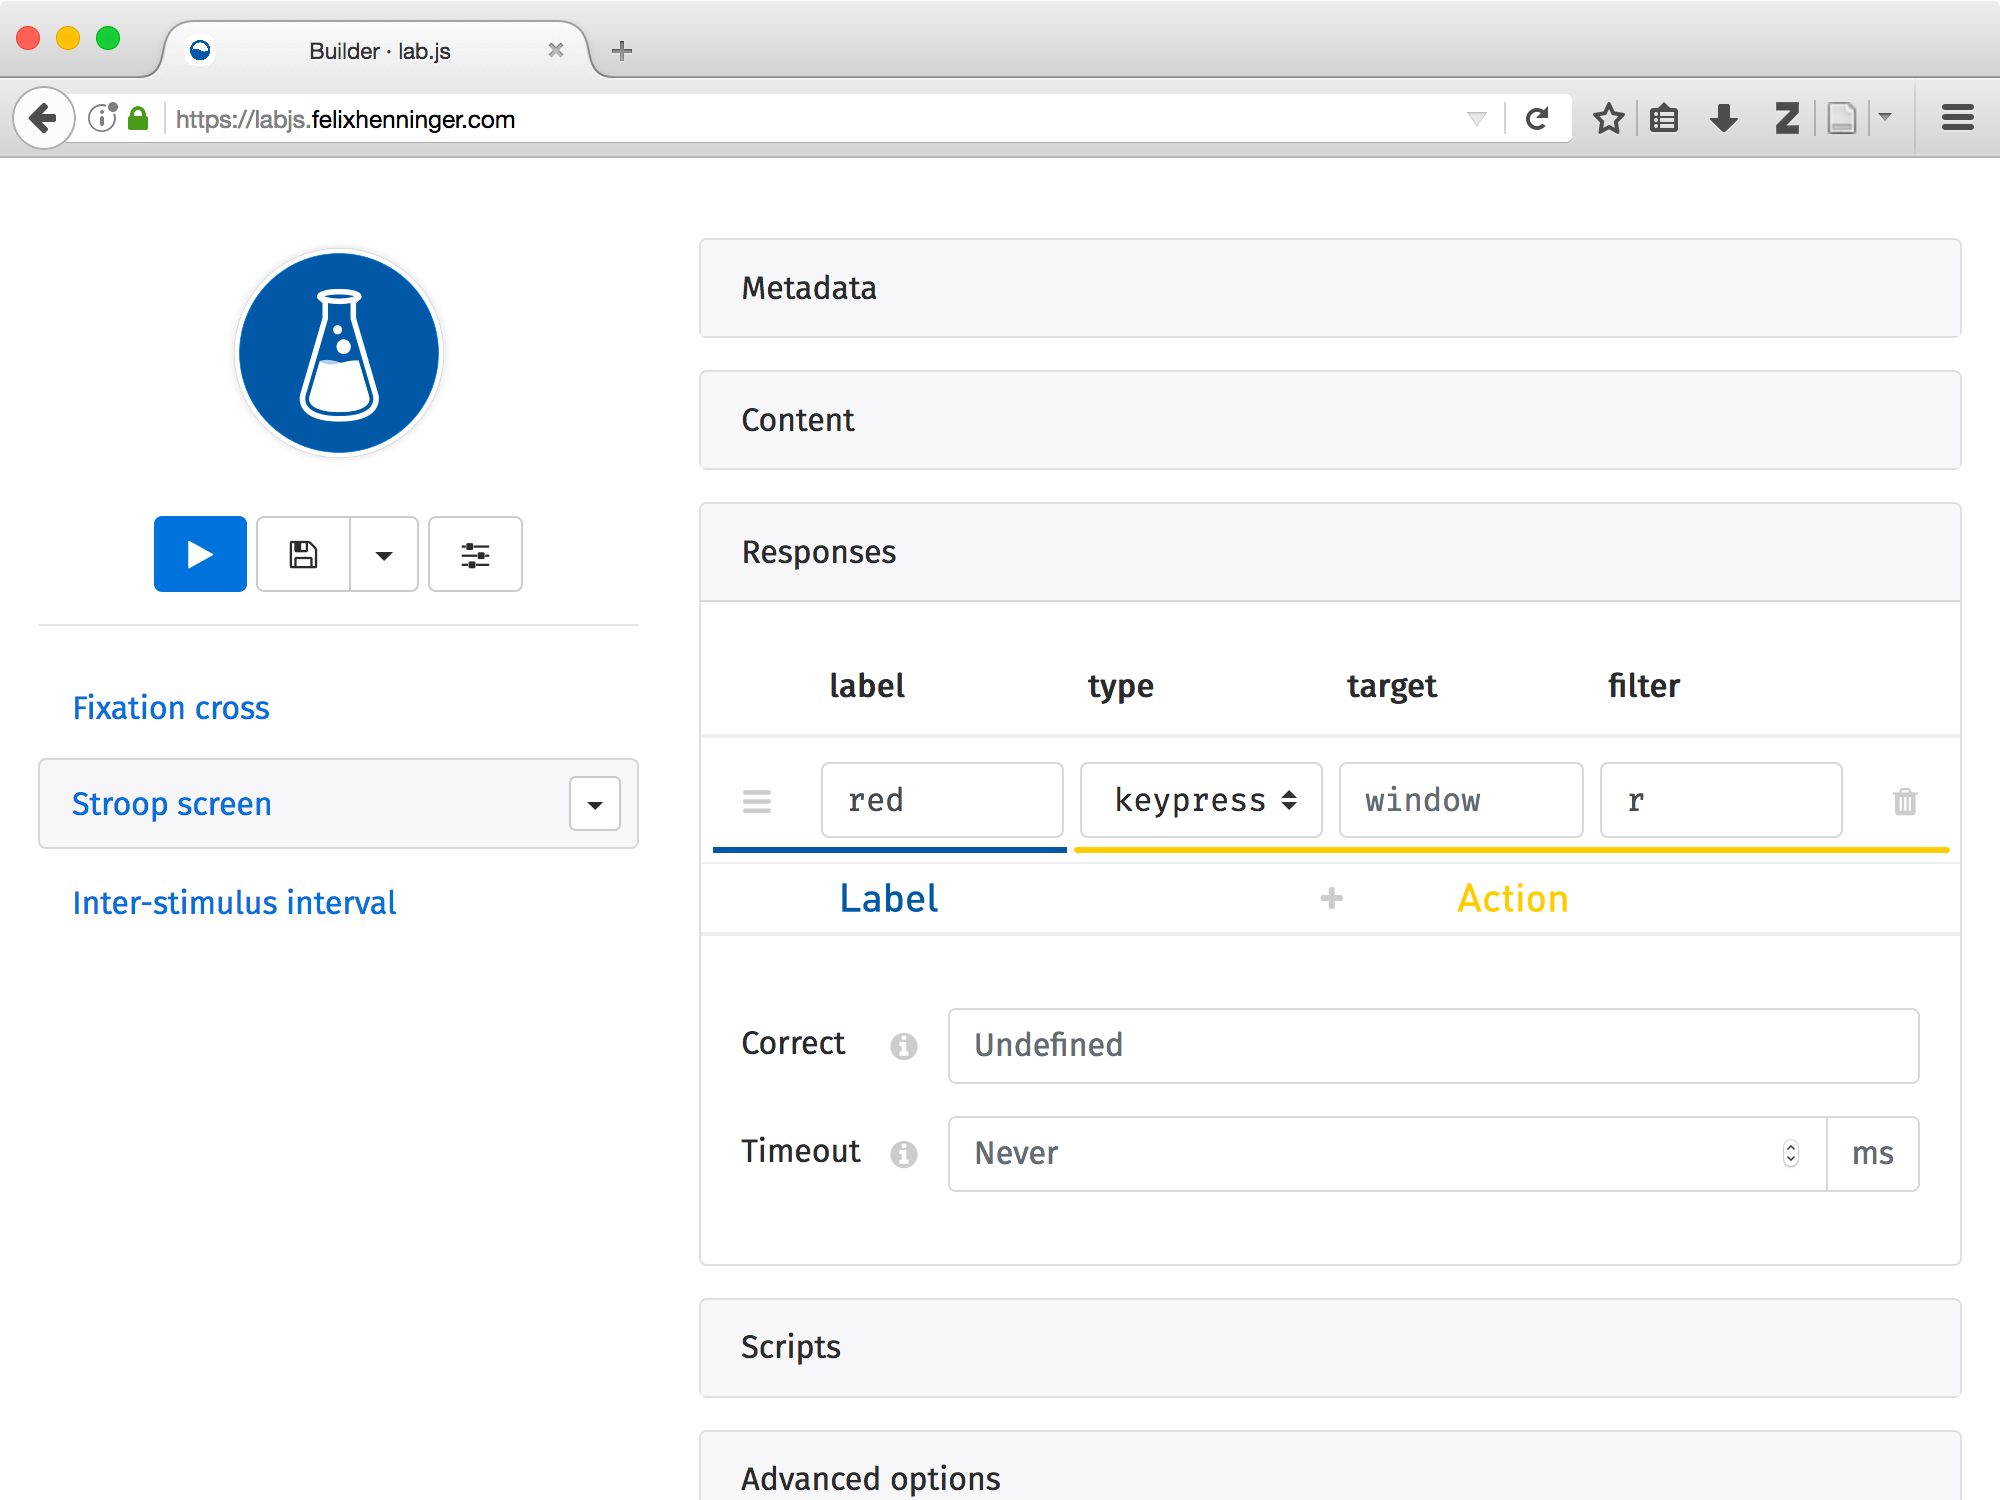 Builder · lab.js
https://labjs.felixhenninger.com
Metadata
Content
Responses
label type target filter
red keypress window r
Label Action
Correct Undefined
Timeout Never ms
Scripts
Advanced options
Fixation cross
Stroop screen
Inter-stimulus interval